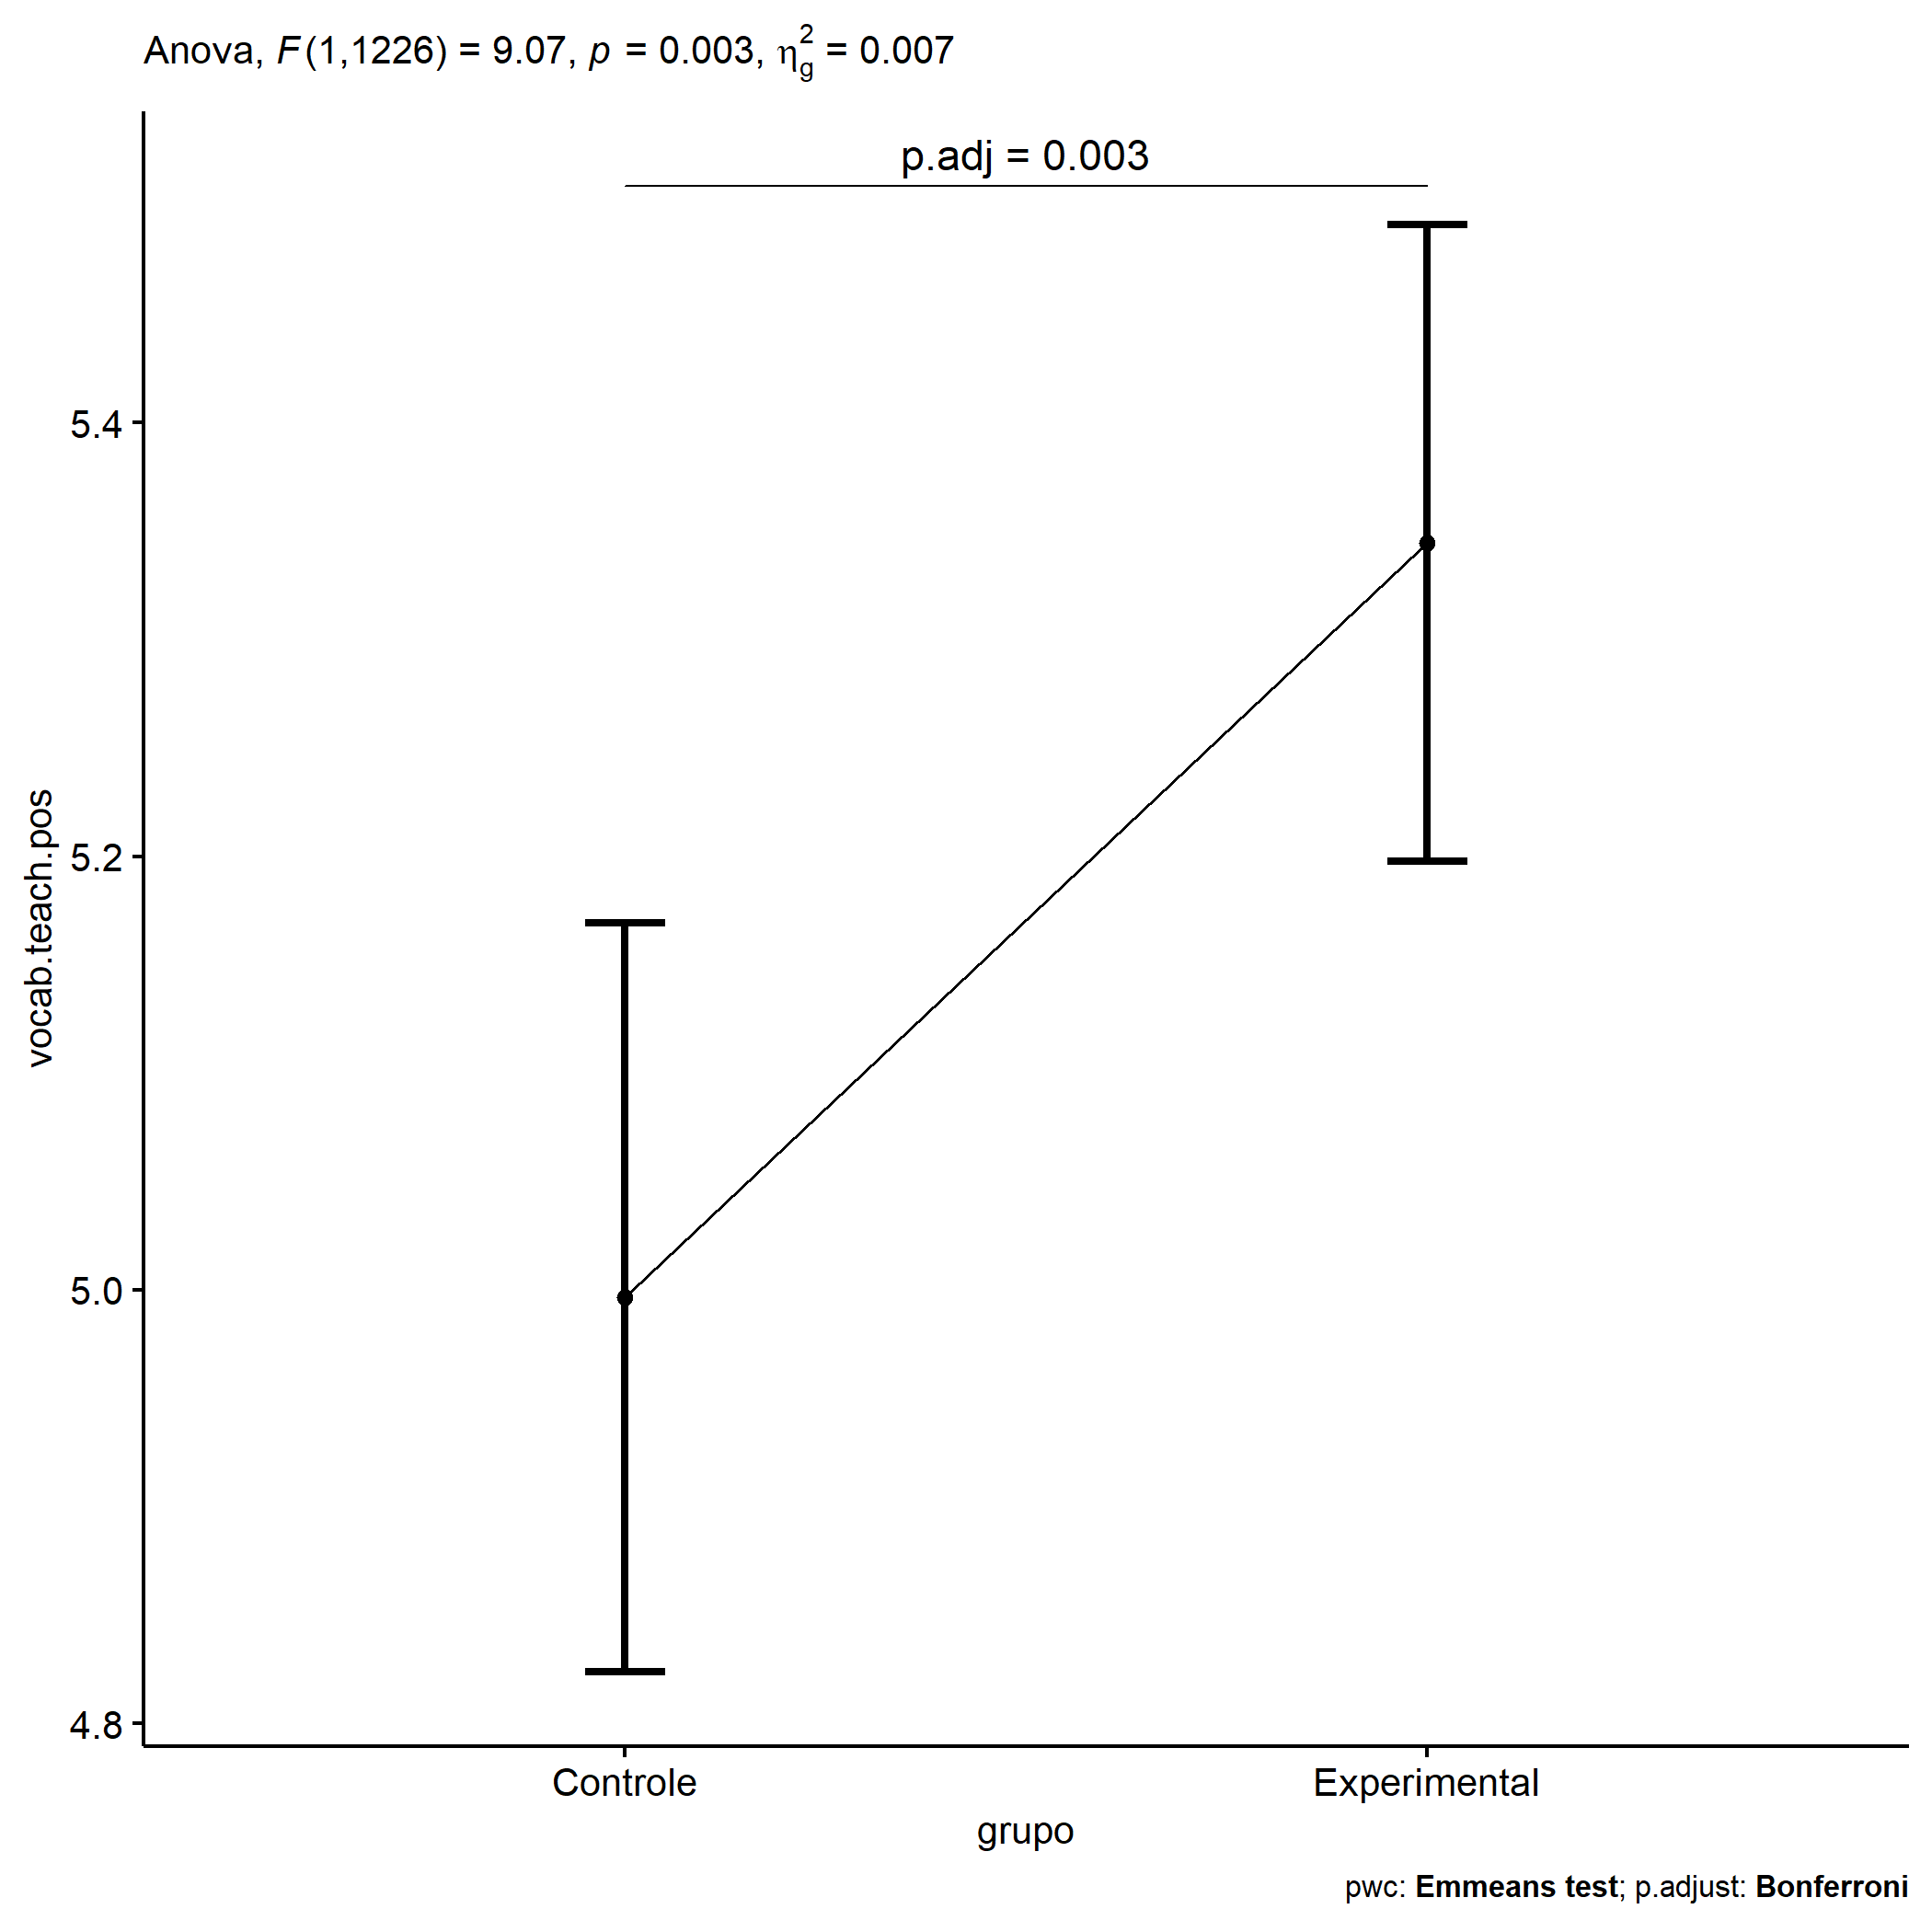 Anova, F(1,1226) = 9.07, p = 0.003, η²g = 0.007
p.adj = 0.003
5.4
5.2
5.0
4.8
vocab.teach.pos
Controle
Experimental
grupo
pwc: Emmeans test; p.adjust: Bonferroni